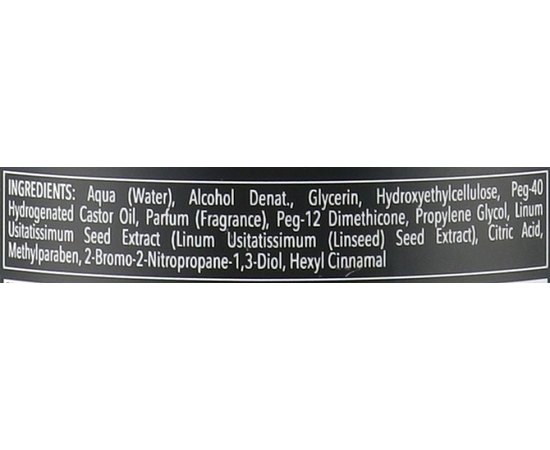 INGREDIENTS: Aqua (Water), Alcohol Denat., Glycerin, Hydroxyethylcellulose, Peg-40
Hydrogenated Castor Oil, Parfum (Fragrance), Peg-12 Dimethicone, Propylene Glycol, Linum
Usitatissimum Seed Extract (Linum Usitatissimum (Linseed) Seed Extract), Citric Acid,
Methylparaben, 2-Bromo-2-Nitropropane-1,3-Diol, Hexyl Cinnamal